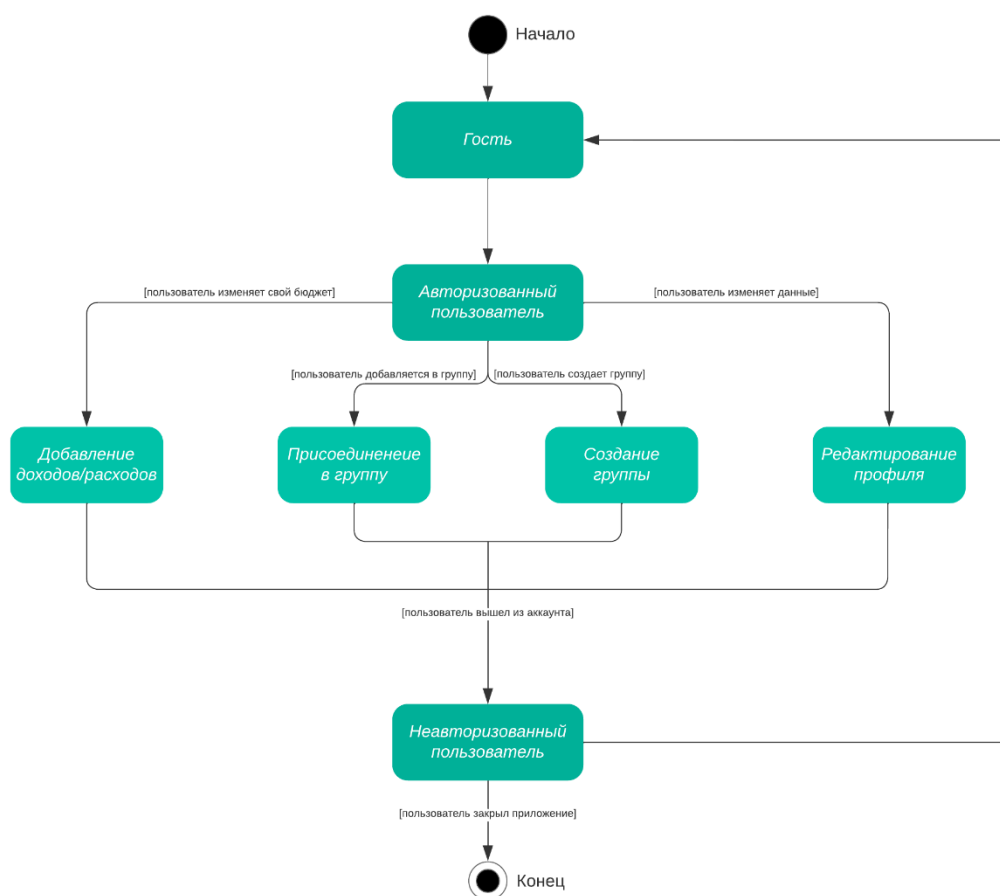 Начало
Гость
Авторизованный
пользователь
[пользователь изменяет свой бюджет]
[пользователь изменяет данные]
[пользователь добавляется в группу]
[пользователь создает группу]
Добавление
доходов/расходов
Присоединенеие
в группу
Создание
группы
Редактирование
профиля
[пользователь вышел из аккаунта]
Неавторизованный
пользователь
[пользователь закрыл приложение]
Конец